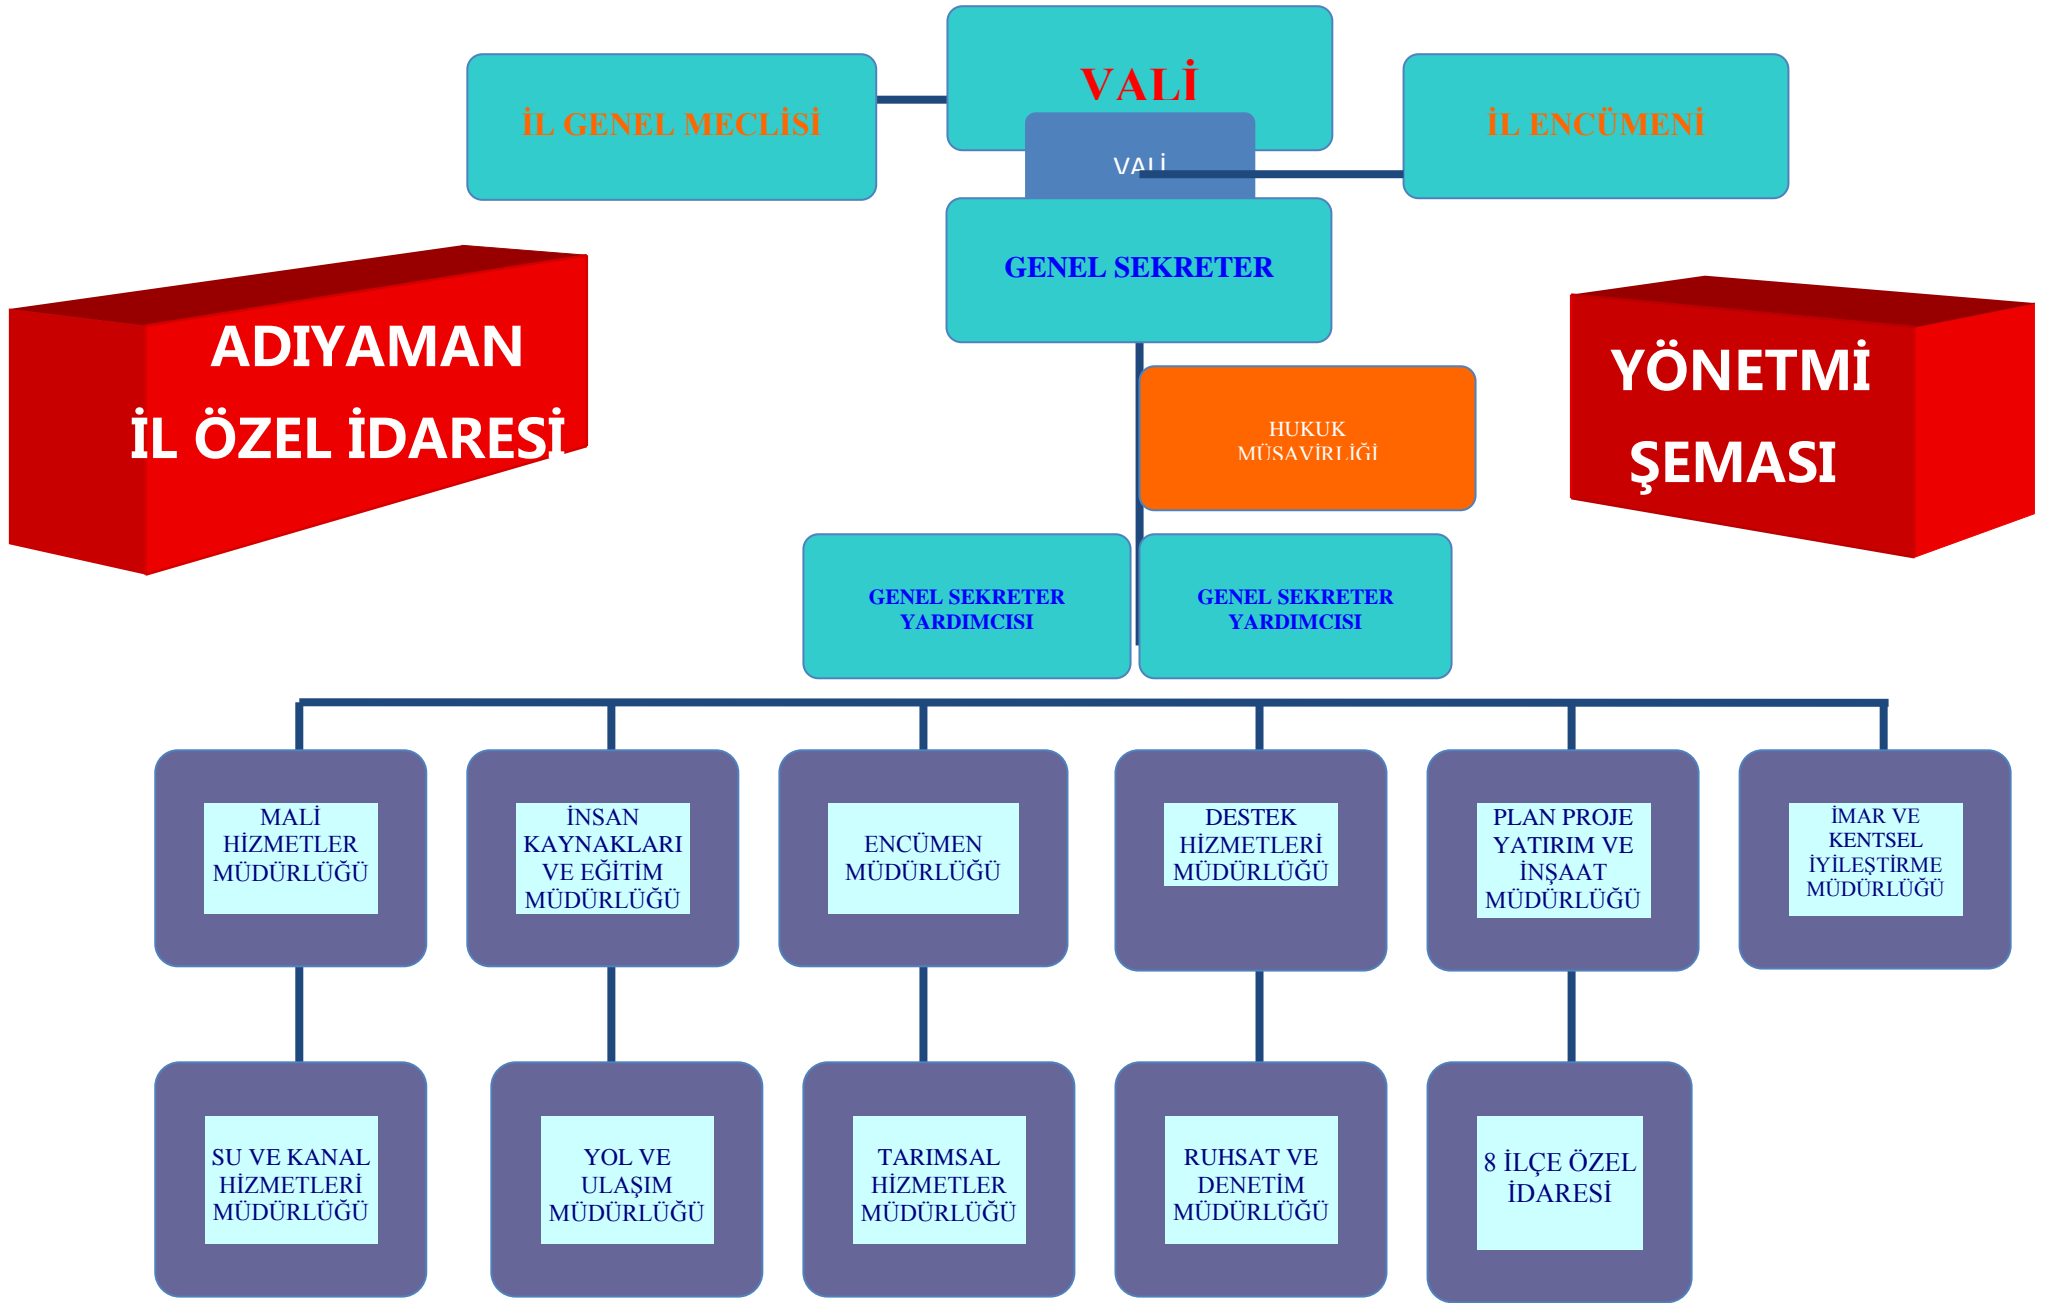 VALİ
İL GENEL MECLİSİ
İL ENCÜMENİ
VALİ
GENEL SEKRETER
ADIYAMAN
İL ÖZEL İDARESİ
YÖNETMİ
ŞEMASI
HUKUK
MÜŞAVİRLİĞİ
GENEL SEKRETER
YARDIMCISI
GENEL SEKRETER
YARDIMCISI
MALİ
HİZMETLER
MÜDÜRLÜĞÜ
İNSAN
KAYNAKLARI
VE EĞİTİM
MÜDÜRLÜĞÜ
ENCÜMEN
MÜDÜRLÜĞÜ
DESTEK
HİZMETLERİ
MÜDÜRLÜĞÜ
PLAN PROJE
YATIRIM VE
İNŞAAT
MÜDÜRLÜĞÜ
İMAR VE
KENTSEL
İYİLEŞTİRME
MÜDÜRLÜĞÜ
SU VE KANAL
HİZMETLERİ
MÜDÜRLÜĞÜ
YOL VE
ULAŞIM
MÜDÜRLÜĞÜ
TARIMSAL
HİZMETLER
MÜDÜRLÜĞÜ
RUHSAT VE
DENETİM
MÜDÜRLÜĞÜ
8 İLÇE ÖZEL
İDARESİ